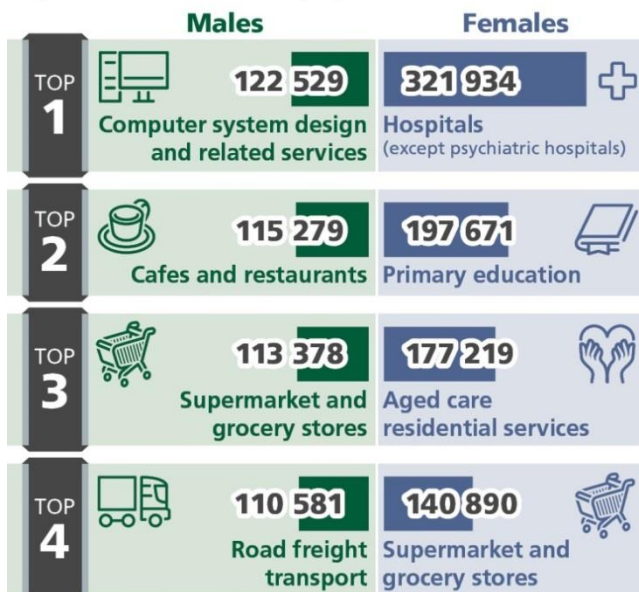 Males
Females
TOP
1
122 529
Computer system design
and related services
321 934
Hospitals
(except psychiatric hospitals)
TOP
2
115 279
Cafes and restaurants
197 671
Primary education
TOP
3
113 378
Supermarket and
grocery stores
177 219
Aged care
residential services
TOP
4
110 581
Road freight
transport
140 890
Supermarket and
grocery stores